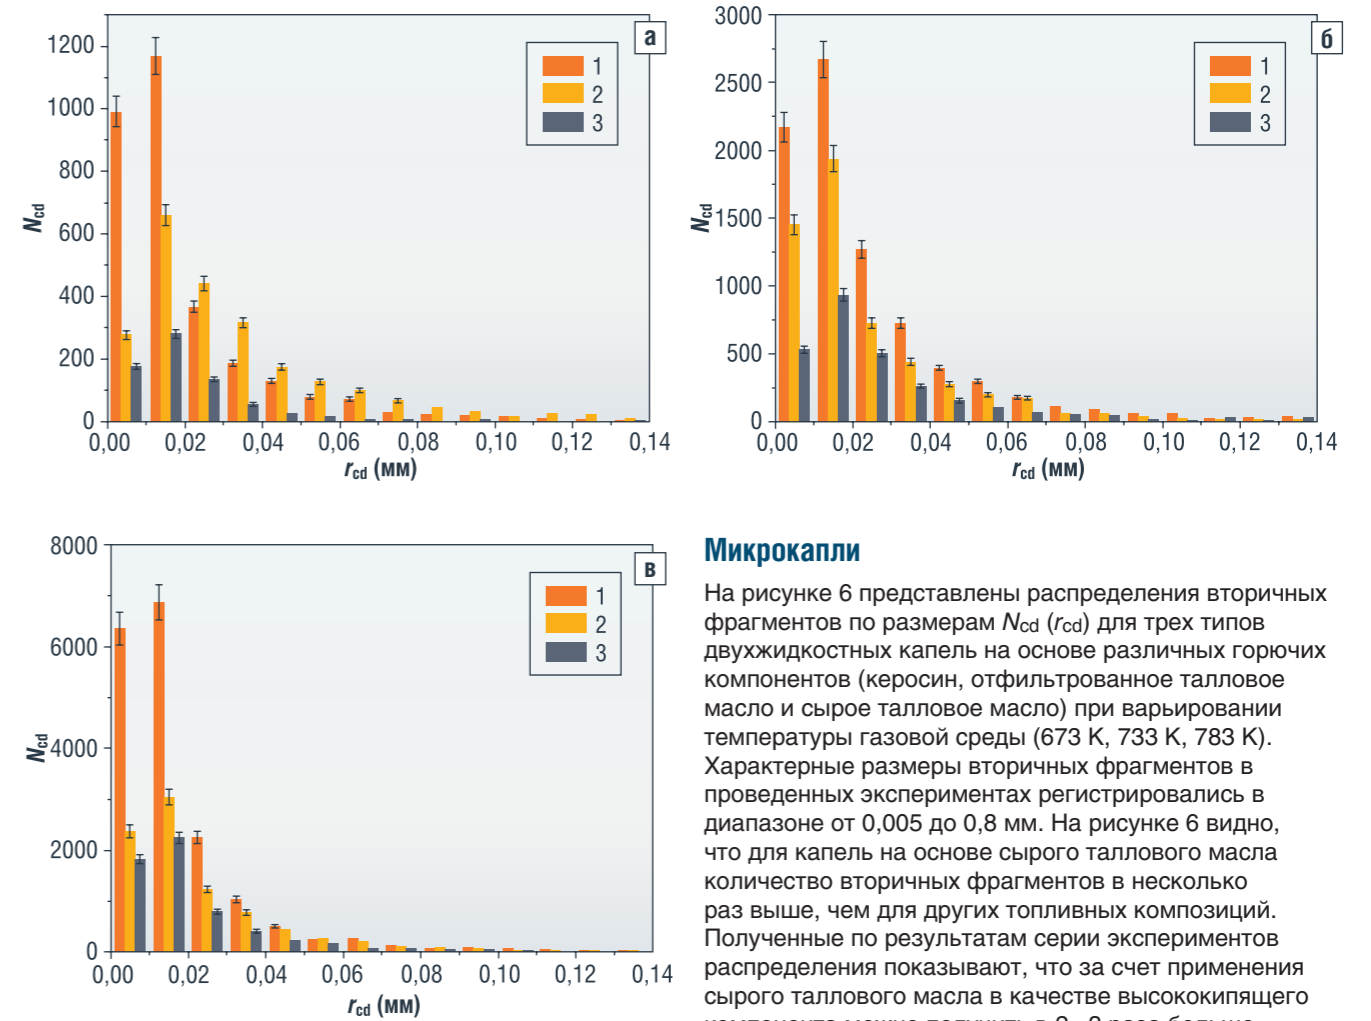 а
1200
1000
800
600
400
200
0
N cd
1
2
3
0,00 0,02 0,04 0,06 0,08 0,10 0,12 0,14
r cd (мм)
б
3000
2500
2000
1500
1000
500
0
N cd
1
2
3
0,00 0,02 0,04 0,06 0,08 0,10 0,12 0,14
r cd (мм)
в
8000
6000
4000
2000
0
N cd
1
2
3
0,00 0,02 0,04 0,06 0,08 0,10 0,12 0,14
r cd (мм)
Микрокапли
На рисунке 6 представлены распределения вторичных
фрагментов по размерам Ncd (rcd) для трех типов
двухжидкостных капель на основе различных горючих
компонентов (керосин, отфильтрованное талловое
масло и сырое талловое масло) при варьировании
температуры газовой среды (673 К, 733 К, 783 К).
Характерные размеры вторичных фрагментов в
проведенных экспериментах регистрировались в
диапазоне от 0,005 до 0,8 мм. На рисунке 6 видно,
что для капель на основе сырого таллового масла
количество вторичных фрагментов в несколько
раз выше, чем для других топливных композиций.
Полученные по результатам серии экспериментов
распределения показывают, что за счет применения
сырого таллового масла в качестве высококипящего